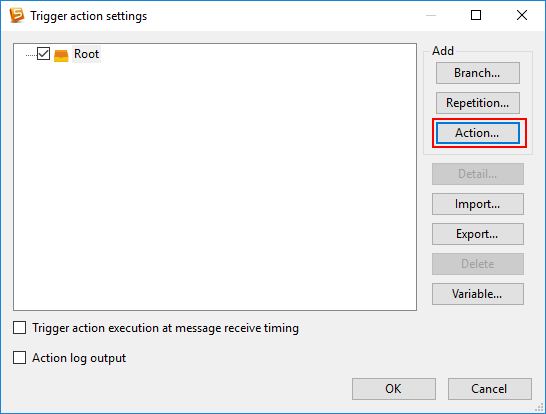 Trigger action settings
Root
Add
Branch...
Repetition...
Action...
Detail...
Import...
Export...
Delete
Variable...
Trigger action execution at message receive timing
Action log output
OK
Cancel